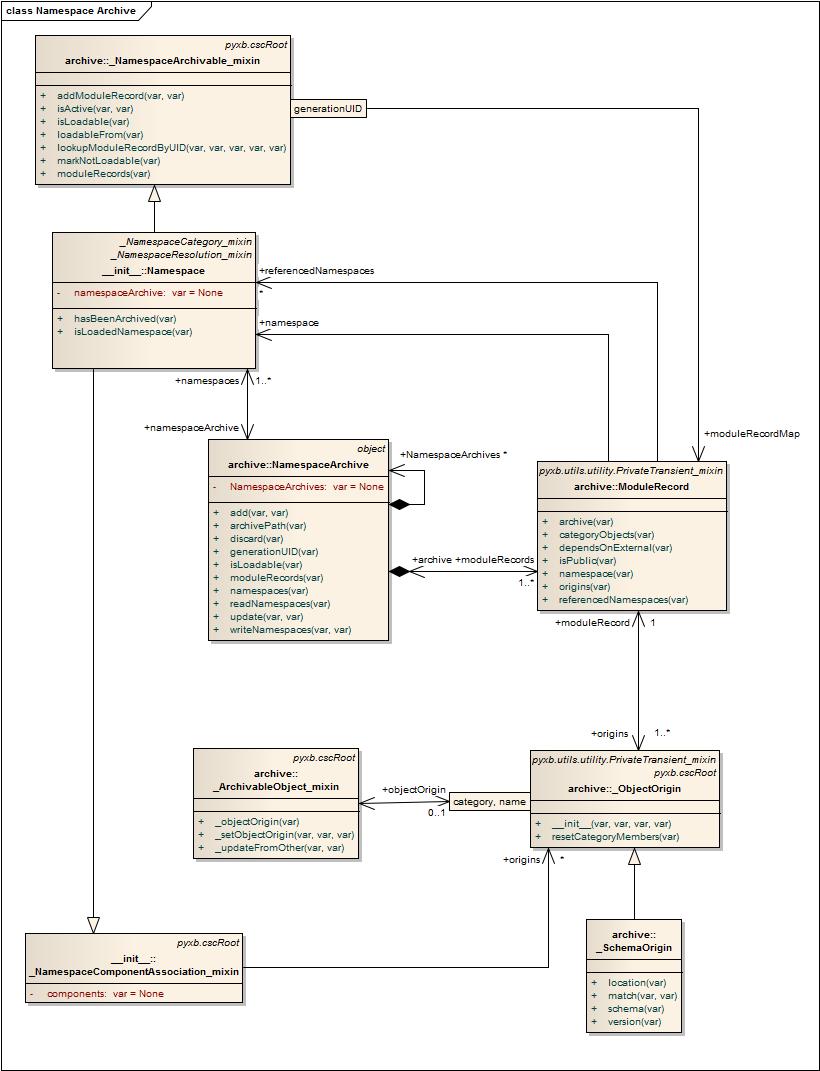 class Namespace Archive
pyxb.cscRoot
archive::_NamespaceArchivable_mixin
+ addModuleRecord(var, var)
+ isActive(var, var)
+ isLoadable(var)
+ loadableFrom(var)
+ lookupModuleRecordByUID(var, var, var, var, var)
+ markNotLoadable(var)
+ moduleRecords(var)
generationUID
_NamespaceCategory_mixin
_NamespaceResolution_mixin
__init__::Namespace
- namespaceArchive: var = None
+ hasBeenArchived(var)
+ isLoadedNamespace(var)
+referencedNamespaces
*
+namespace
+namespaces 1..*
+namespaceArchive
+moduleRecordMap
object
archive::NamespaceArchive
- NamespaceArchives: var = None
+ add(var, var)
+ archivePath(var)
+ discard(var)
+ generationUID(var)
+ isLoadable(var)
+ moduleRecords(var)
+ namespaces(var)
+ readNamespaces(var)
+ update(var, var)
+ writeNamespaces(var, var)
+NamespaceArchives *
+archive +moduleRecords
1..*
pyxb.utils.utility.PrivateTransient_mixin
archive::ModuleRecord
+ archive(var)
+ categoryObjects(var)
+ dependsOnExternal(var)
+ isPublic(var)
+ namespace(var)
+ origins(var)
+ referencedNamespaces(var)
+moduleRecord 1
+origins 1..*
pyxb.cscRoot
archive::
_ArchivableObject_mixin
+ _objectOrigin(var)
+ _setObjectOrigin(var, var, var)
+ _updateFromOther(var, var)
+objectOrigin
0..1
category, name
pyxb.utils.utility.PrivateTransient_mixin
pyxb.cscRoot
archive::_ObjectOrigin
+ __init__(var, var, var, var)
+ resetCategoryMembers(var)
+origins *
pyxb.cscRoot
__init__::
_NamespaceComponentAssociation_mixin
- components: var = None
archive::
_SchemaOrigin
+ location(var)
+ match(var, var)
+ schema(var)
+ version(var)